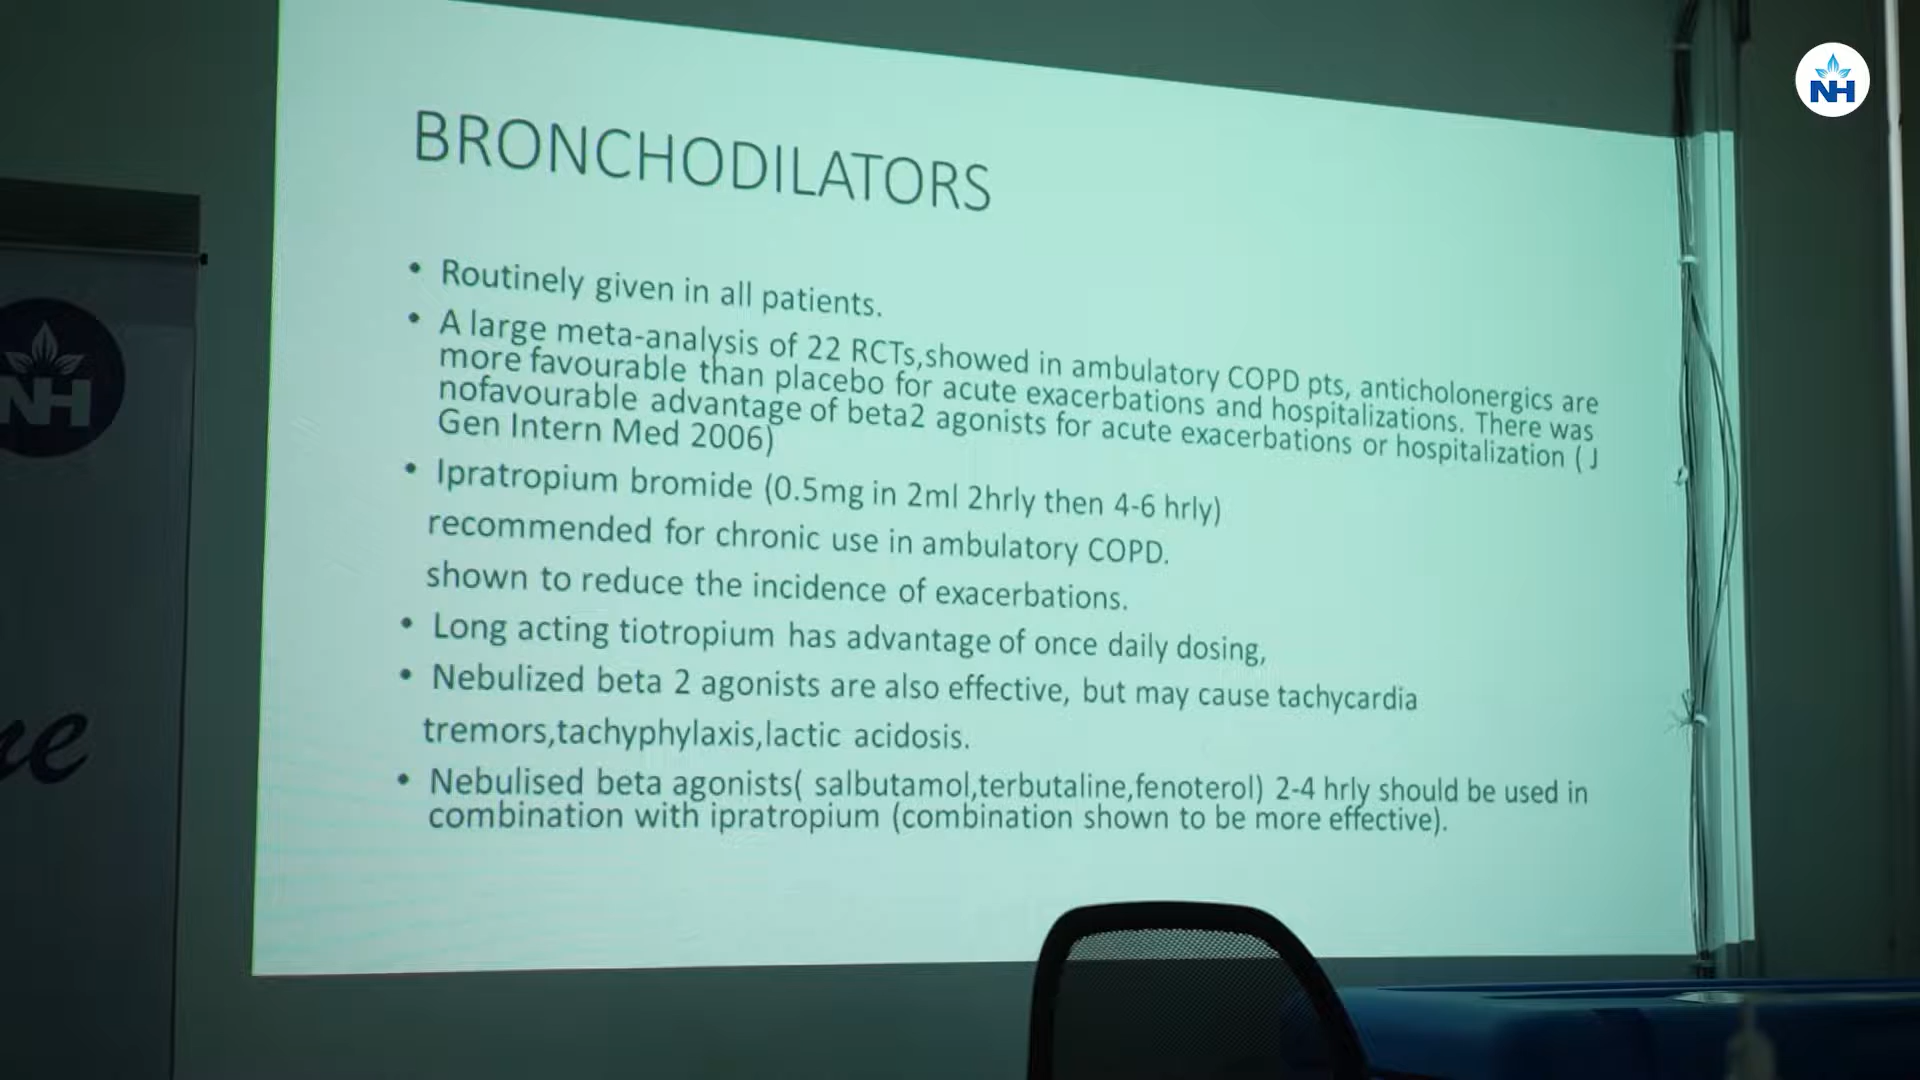 NH
BRONCHODILATORS
• Routinely given in all patients.
• A large meta-analysis of 22 RCTs,showed in ambulatory COPD pts, anticholonergics are
more favourable than placebo for acute exacerbations and hospitalizations. There was
nofavourable advantage of beta2 agonists for acute exacerbations or hospitalization ( J
Gen Intern Med 2006)
• Ipratropium bromide (0.5mg in 2ml 2hrly then 4-6 hrly)
recommended for chronic use in ambulatory COPD.
shown to reduce the incidence of exacerbations.
• Long acting tiotropium has advantage of once daily dosing,
• Nebulized beta 2 agonists are also effective, but may cause tachycardia
tremors,tachyphylaxis,lactic acidosis.
• Nebulised beta agonists( salbutamol,terbutaline,fenoterol) 2-4 hrly should be used in
combination with ipratropium (combination shown to be more effective).
NH